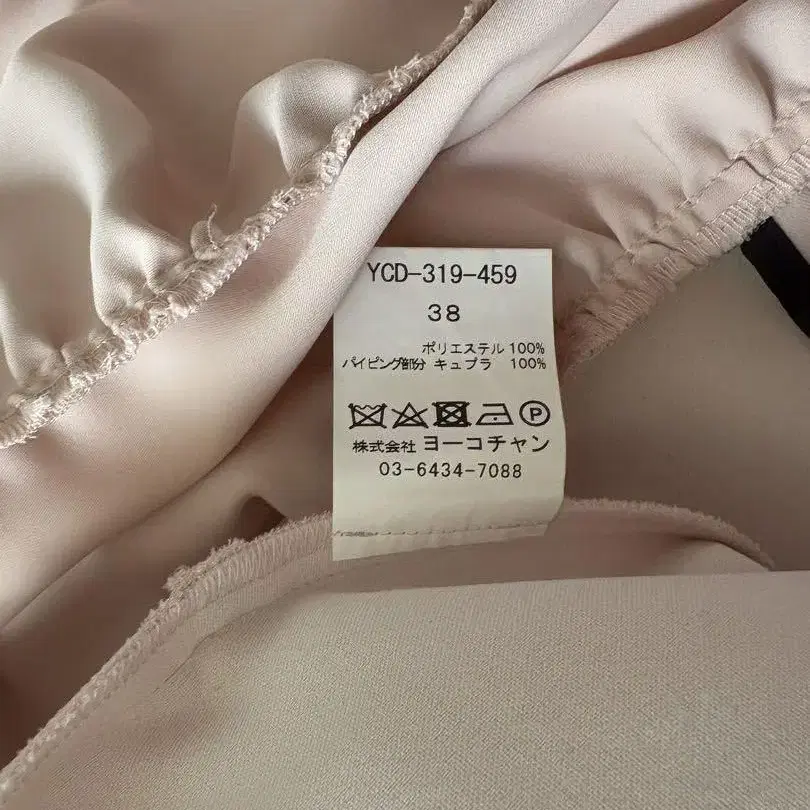 YCD-319-459
38
ポリエステル 100%
パイピング部分 キュプラ 100%
P
株式会社 ヨーコチャン
03-6434-7088